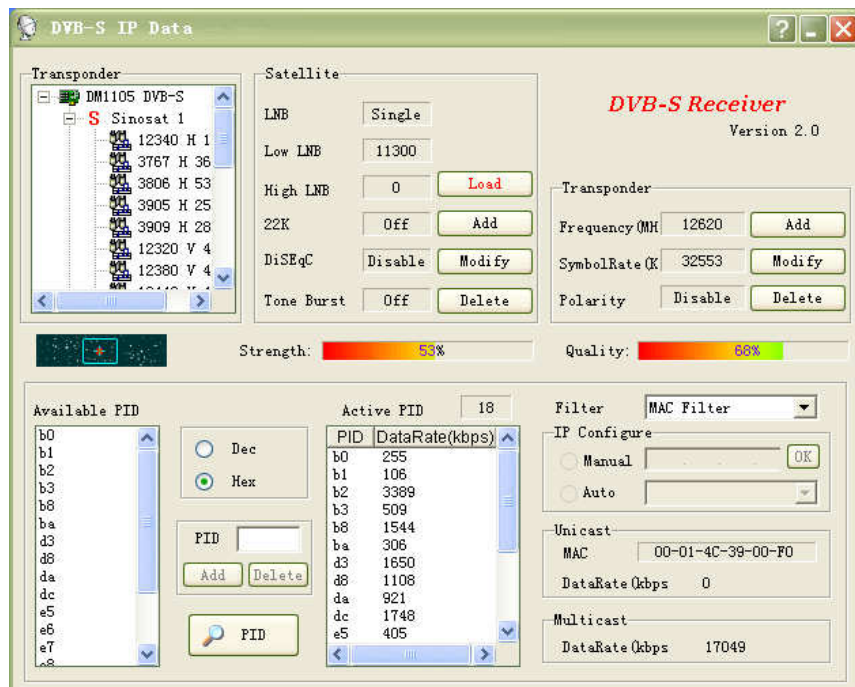 DVB-S IP Data
Transponder
DM1105 DVB-S
S Sinosat 1
12340 H 1
3767 H 36
3806 H 53
3905 H 25
3909 H 28
12320 V 4
12380 V 4
Satellite
LNB Single
Low LNB 11300
High LNB 0 Load
22K Off Add
DiSEqC Disable Modify
Tone Burst Off Delete
DVB-S Receiver
Version 2.0
Transponder
Frequency(MH 12620 Add
SymbolRate(K 32553 Modify
Polarity Disable Delete
Strength: 53%
Quality: 68%
Available PID
b0
b1
b2
b3
b8
ba
d3
d8
da
dc
e5
e6
e7
e8
Dec
Hex
PID
Add Delete
PID
Active PID 18
PID DataRate(kbps)
b0 255
b1 106
b2 3389
b3 509
b8 1544
ba 306
d3 1650
d8 1108
da 921
dc 1748
e5 405
Filter MAC Filter
IP Configure
Manual . . . OK
Auto
Unicast
MAC 00-01-4C-39-00-F0
DataRate(kbps 0
Multicast
DataRate(kbps 17049